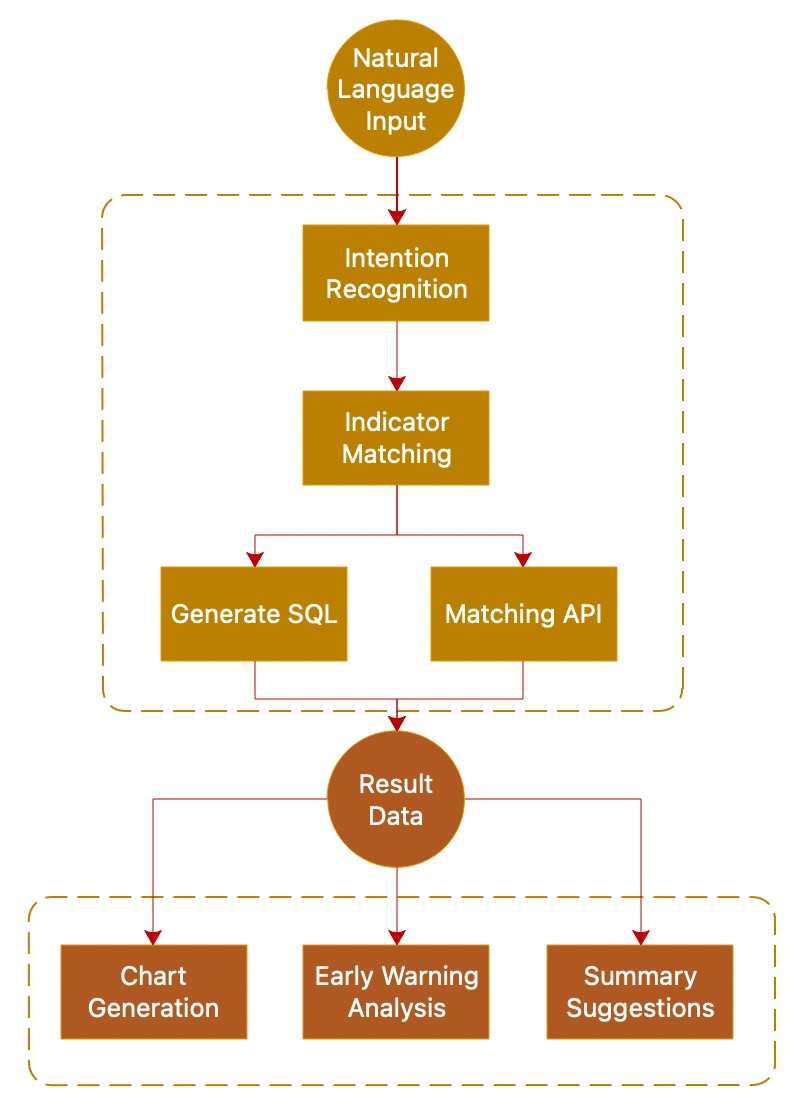 Natural
Language
Input
Intention
Recognition
Indicator
Matching
Generate SQL
Matching API
Result
Data
Chart
Generation
Early Warning
Analysis
Summary
Suggestions